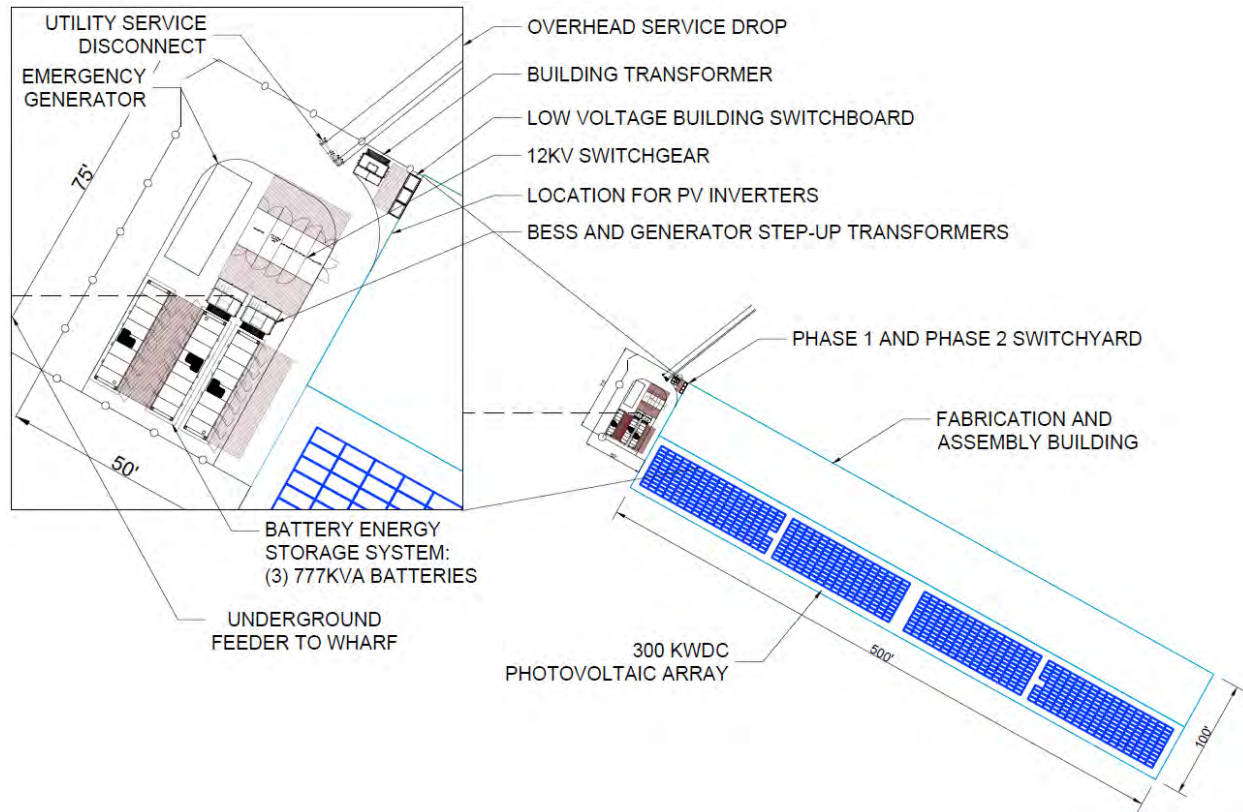 UTILITY SERVICE
DISCONNECT
EMERGENCY
GENERATOR
OVERHEAD SERVICE DROP
BUILDING TRANSFORMER
LOW VOLTAGE BUILDING SWITCHBOARD
12KV SWITCHGEAR
LOCATION FOR PV INVERTERS
BESS AND GENERATOR STEP-UP TRANSFORMERS
75'
50'
PHASE 1 AND PHASE 2 SWITCHYARD
FABRICATION AND
ASSEMBLY BUILDING
BATTERY ENERGY
STORAGE SYSTEM:
(3) 777KVA BATTERIES
UNDERGROUND
FEEDER TO WHARF
300 KWDC
PHOTOVOLTAIC ARRAY
500'
100'